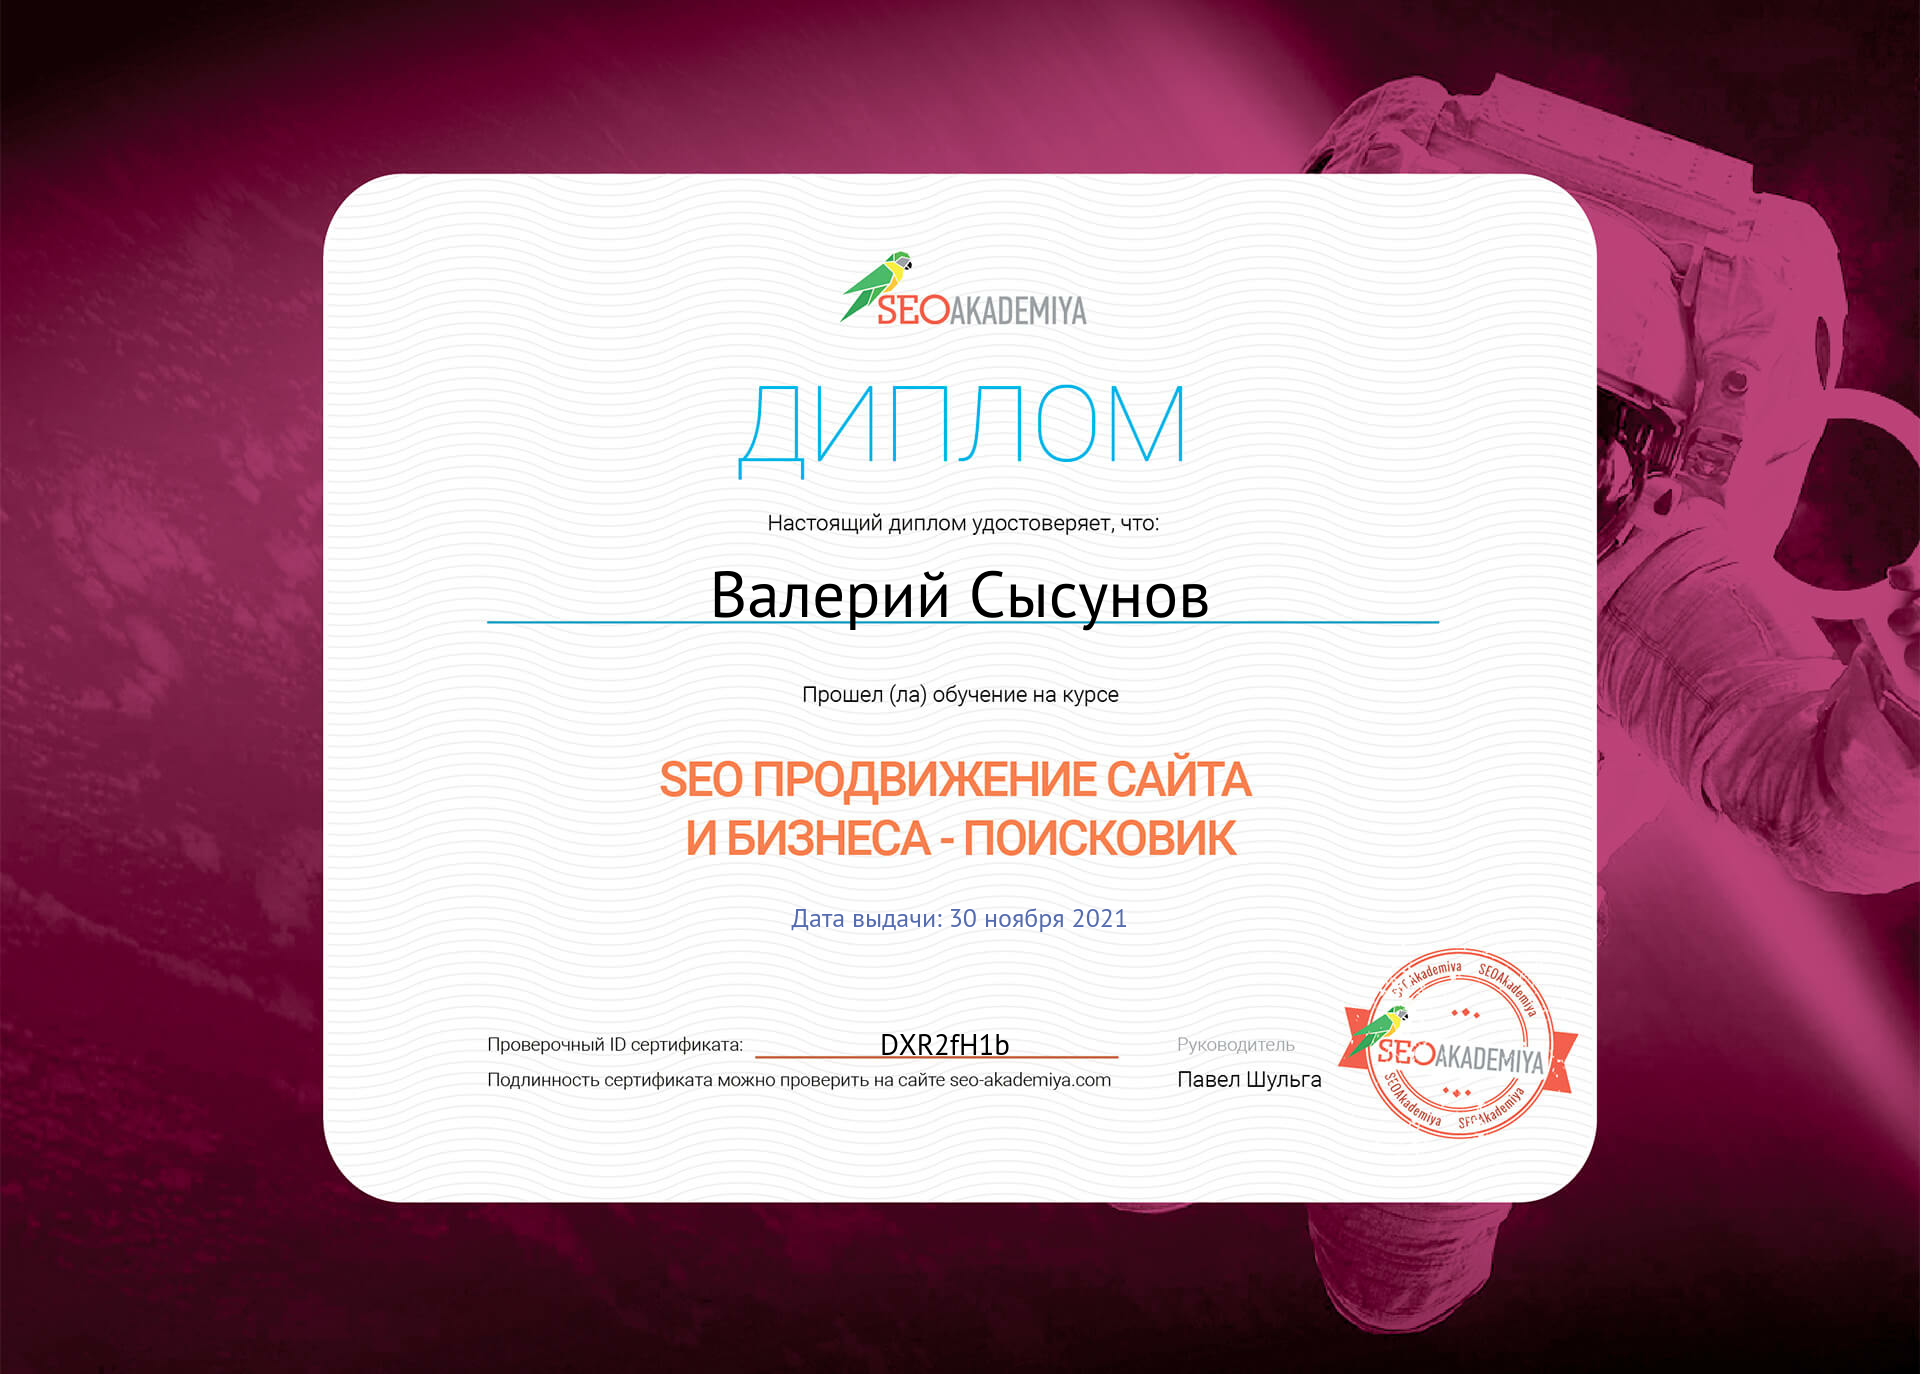 SEOAKADEMIYA
ДИПЛОМ
Настоящий диплом удостоверяет, что:
Валерий Сысунов
Прошел (ла) обучение на курсе
SEO ПРОДВИЖЕНИЕ САЙТА
И БИЗНЕСА - ПОИСКОВИК
Дата выдачи: 30 ноября 2021
Проверочный ID сертификата: DXR2fH1b
Подлинность сертификата можно проверить на сайте seo-akademiya.com
Руководитель
Павел Шульга
SEOAkademiya SEOAkademiya
SEOAKADEMIYA
SEOAkademiya SEOAkademiya